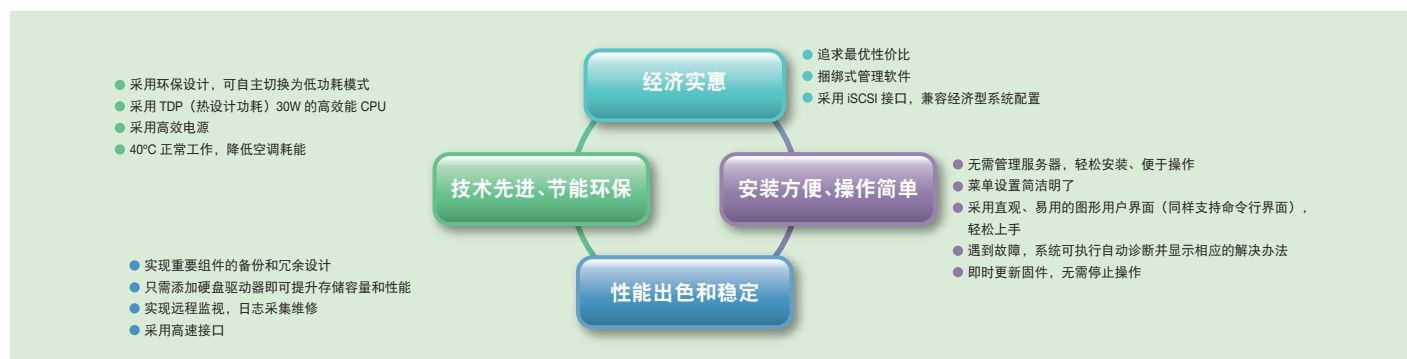 经济实惠
追求最优性价比
捆绑式管理软件
采用 iSCSI 接口，兼容经济型系统配置
采用环保设计，可自主切换为低功耗模式
采用 TDP（热设计功耗）30W 的高效能 CPU
采用高效电源
40ºC 正常工作，降低空调耗能
技术先进、节能环保
安装方便、操作简单
无需管理服务器，轻松安装、便于操作
菜单设置简洁明了
采用直观、易用的图形用户界面（同样支持命令行界面），
轻松上手
遇到故障，系统可执行自动诊断并显示相应的解决办法
即时更新固件，无需停止操作
实现重要组件的备份和冗余设计
只需添加硬盘驱动器即可提升存储容量和性能
实现远程监视，日志采集维修
采用高速接口
性能出色和稳定